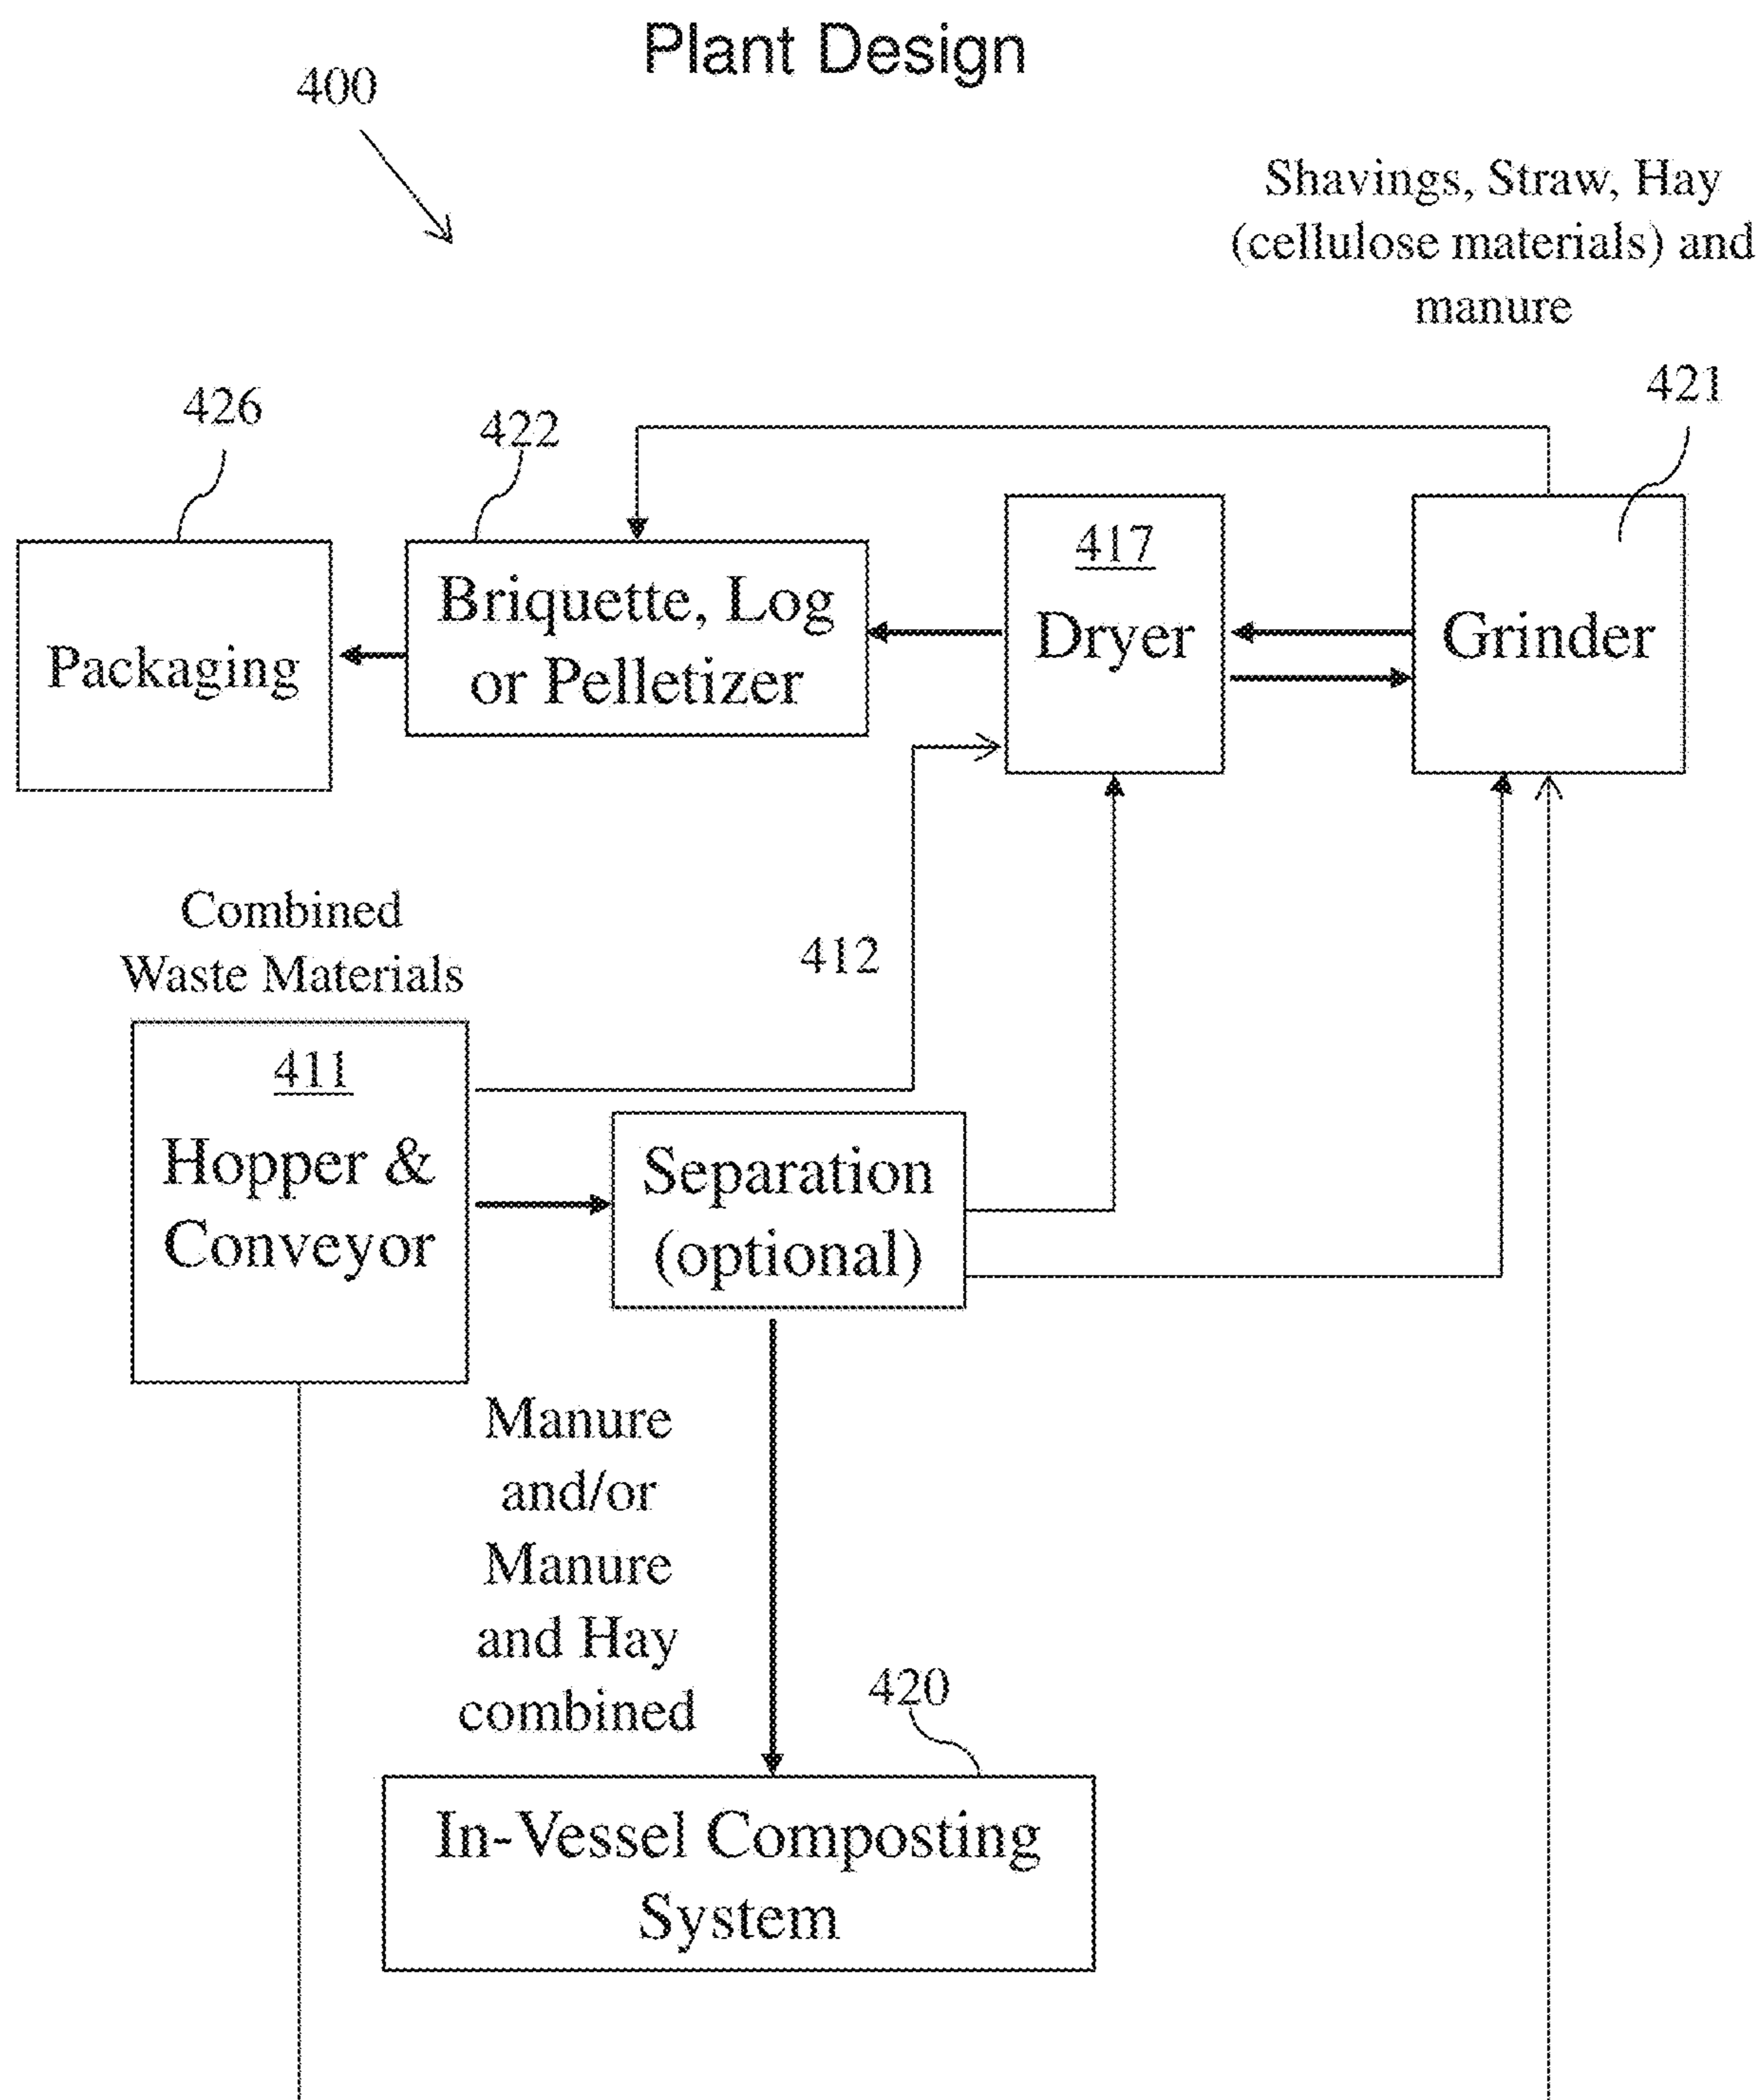 Plant Design
400
Shavings, Straw, Hay
(cellulose materials) and
manure
421
426
422
417
Briquette, Log
or Pelletizer
Dryer
Grinder
Packaging
Combined
Waste Materials
412
411
Hopper &
Conveyor
Separation
(optional)
Manure
and/or
Manure
and Hay
combined
420
In-Vessel Composting
System